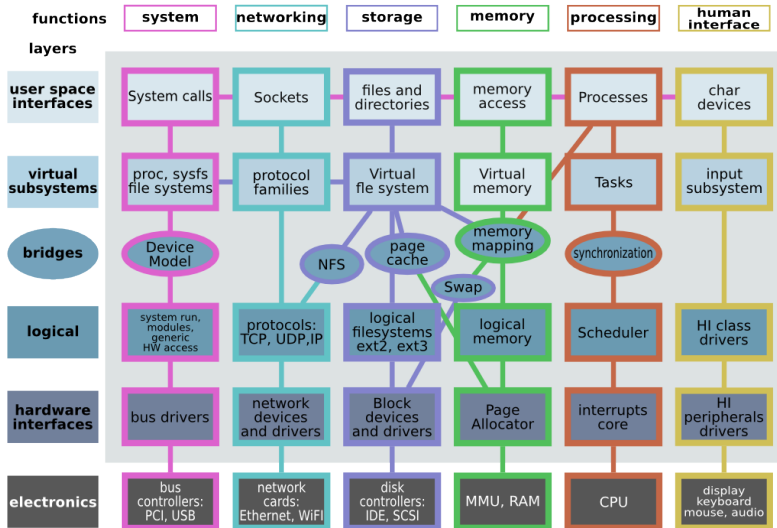 functions
system
networking
storage
memory
processing
human
interface
layers
user space
interfaces
System calls
Sockets
files and
directories
memory
access
Processes
char
devices
virtual
subsystems
proc, sysfs
file systems
protocol
families
Virtual
fle system
Virtual
memory
Tasks
input
subsystem
bridges
Device
Model
NFS
page
cache
memory
mapping
synchronization
Swap
logical
system run,
modules,
generic
HW access
protocols:
TCP, UDP,IP
logical
filesystems
ext2, ext3
logical
memory
Scheduler
HI class
drivers
hardware
interfaces
bus drivers
network
devices
and drivers
Block
devices
and drivers
Page
Allocator
interrupts
core
HI
peripherals
drivers
electronics
bus
controllers:
PCI, USB
network
cards:
Ethernet, WiFI
disk
controllers:
IDE, SCSI
MMU, RAM
CPU
display
keyboard
mouse, audio